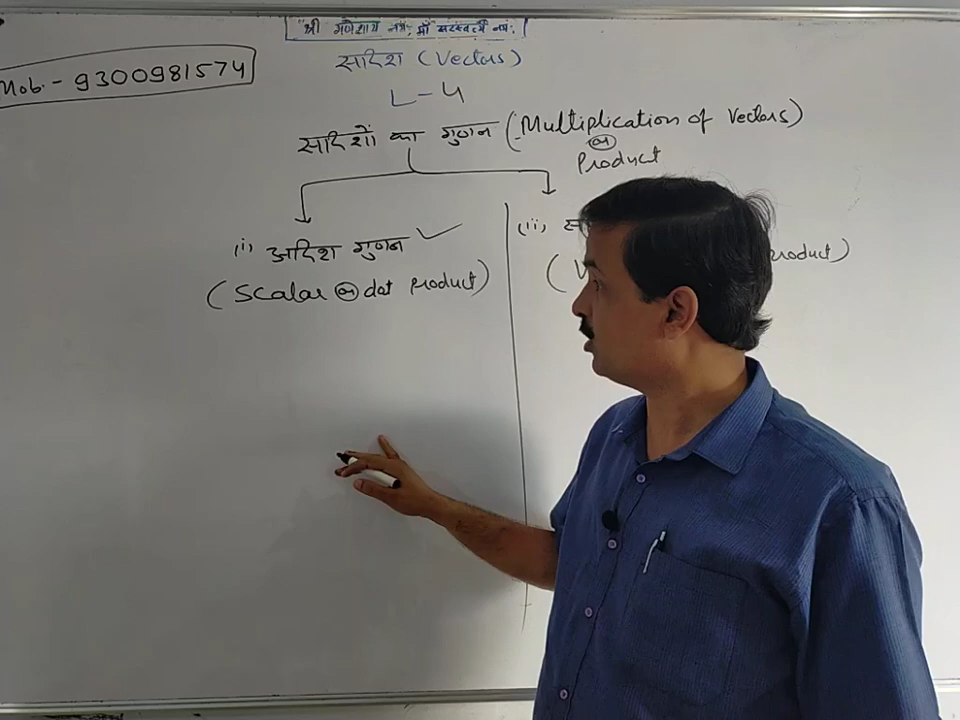 "श्री गणेशाय नमः, माँ सरस्वत्यै नमः"
Mob. - 9300981574
सदिश (Vectors)
L-4
सदिशों का गुणन (Multiplication of Vectors)
or
Product
(i) अदिश गुणन ✓
(Scalar or dot product)
(ii)
(V roduct)